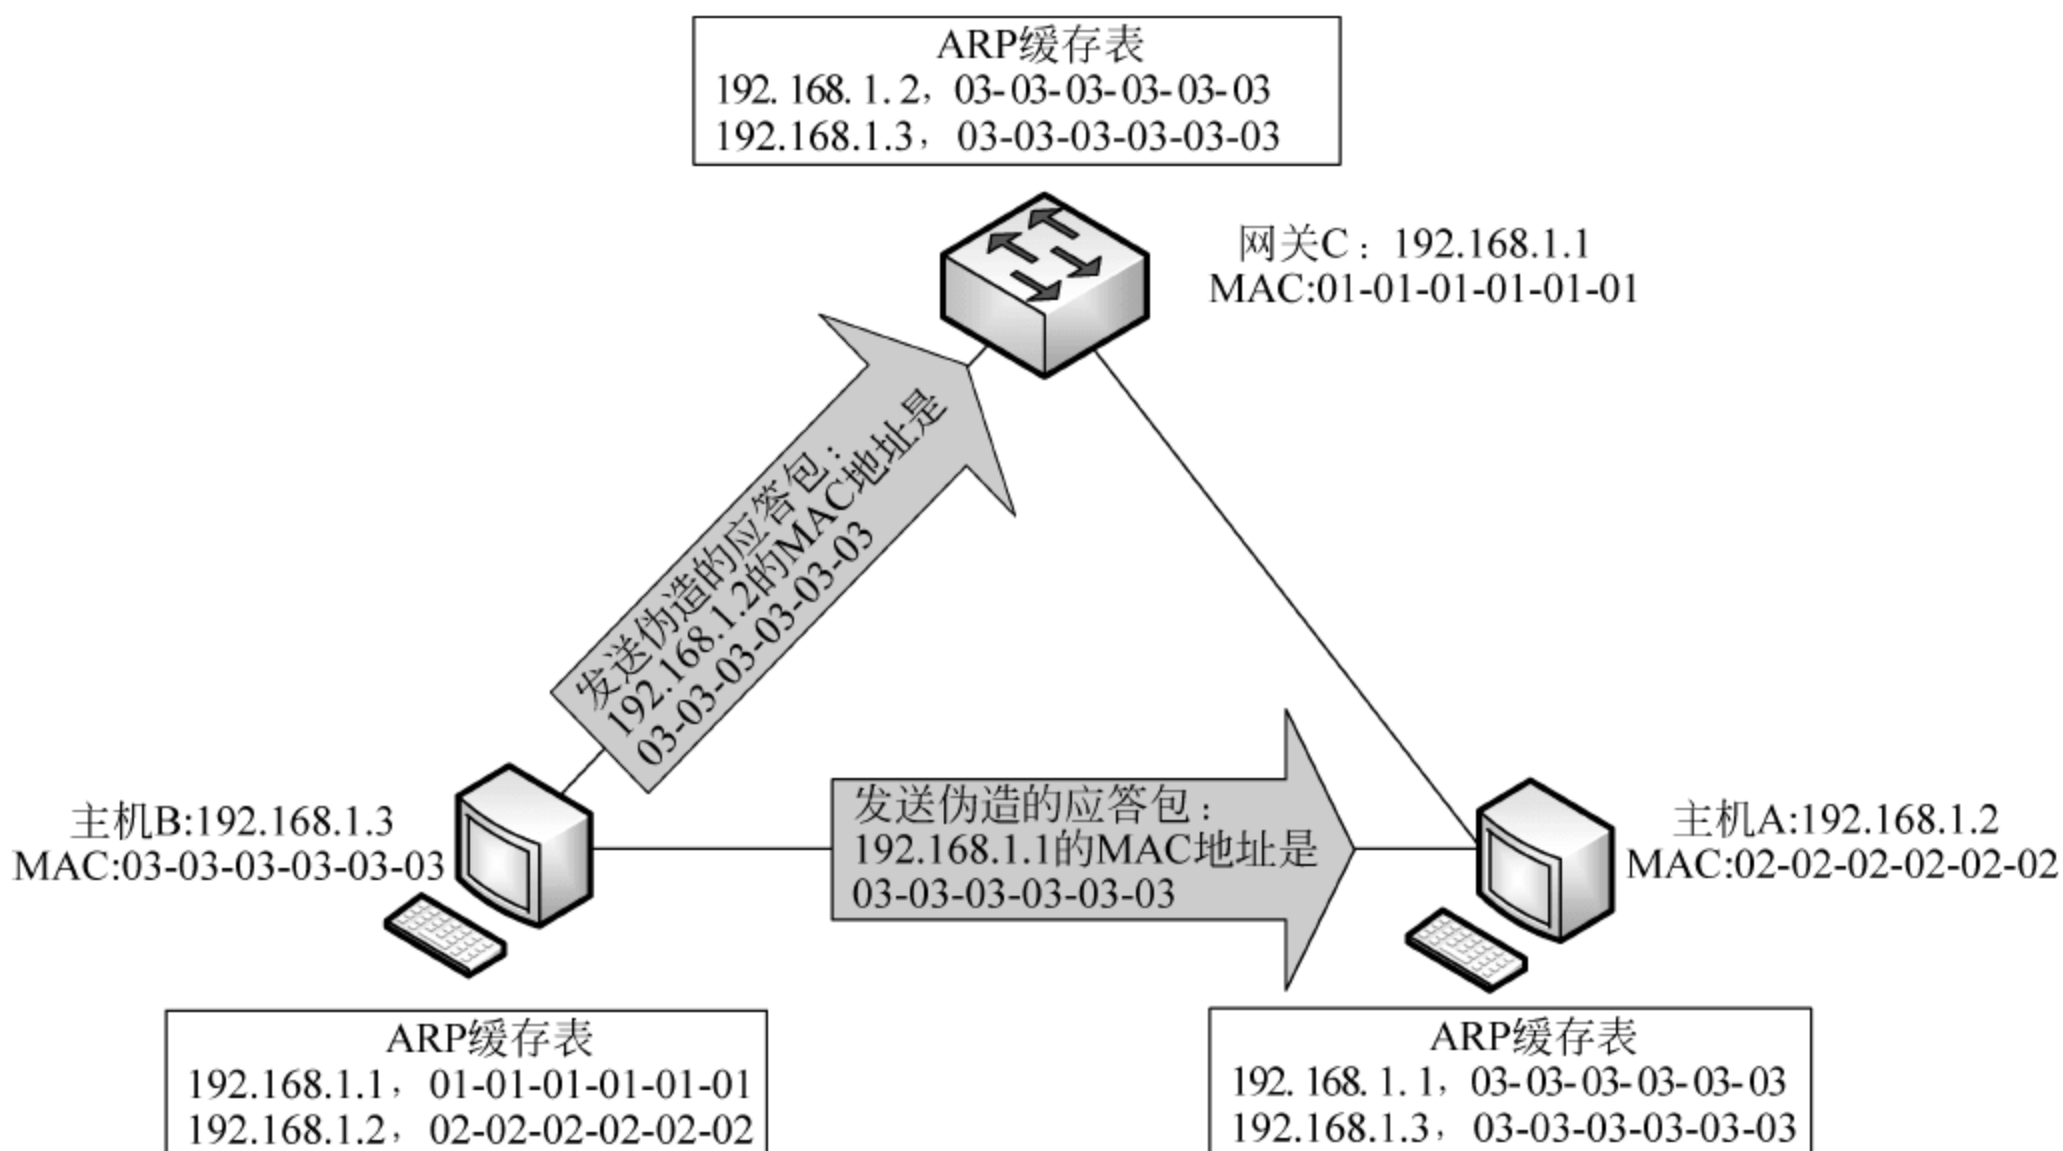 ARP缓存表
192.168.1.2，03-03-03-03-03-03
192.168.1.3，03-03-03-03-03-03
网关C：192.168.1.1
MAC:01-01-01-01-01-01
发送伪造的应答包：
192.168.1.2的MAC地址是
03-03-03-03-03-03
主机B:192.168.1.3
MAC:03-03-03-03-03-03
发送伪造的应答包：
192.168.1.1的MAC地址是
03-03-03-03-03-03
主机A:192.168.1.2
MAC:02-02-02-02-02-02
ARP缓存表
192.168.1.1，01-01-01-01-01-01
192.168.1.2，02-02-02-02-02-02
ARP缓存表
192.168.1.1，03-03-03-03-03-03
192.168.1.3，03-03-03-03-03-03